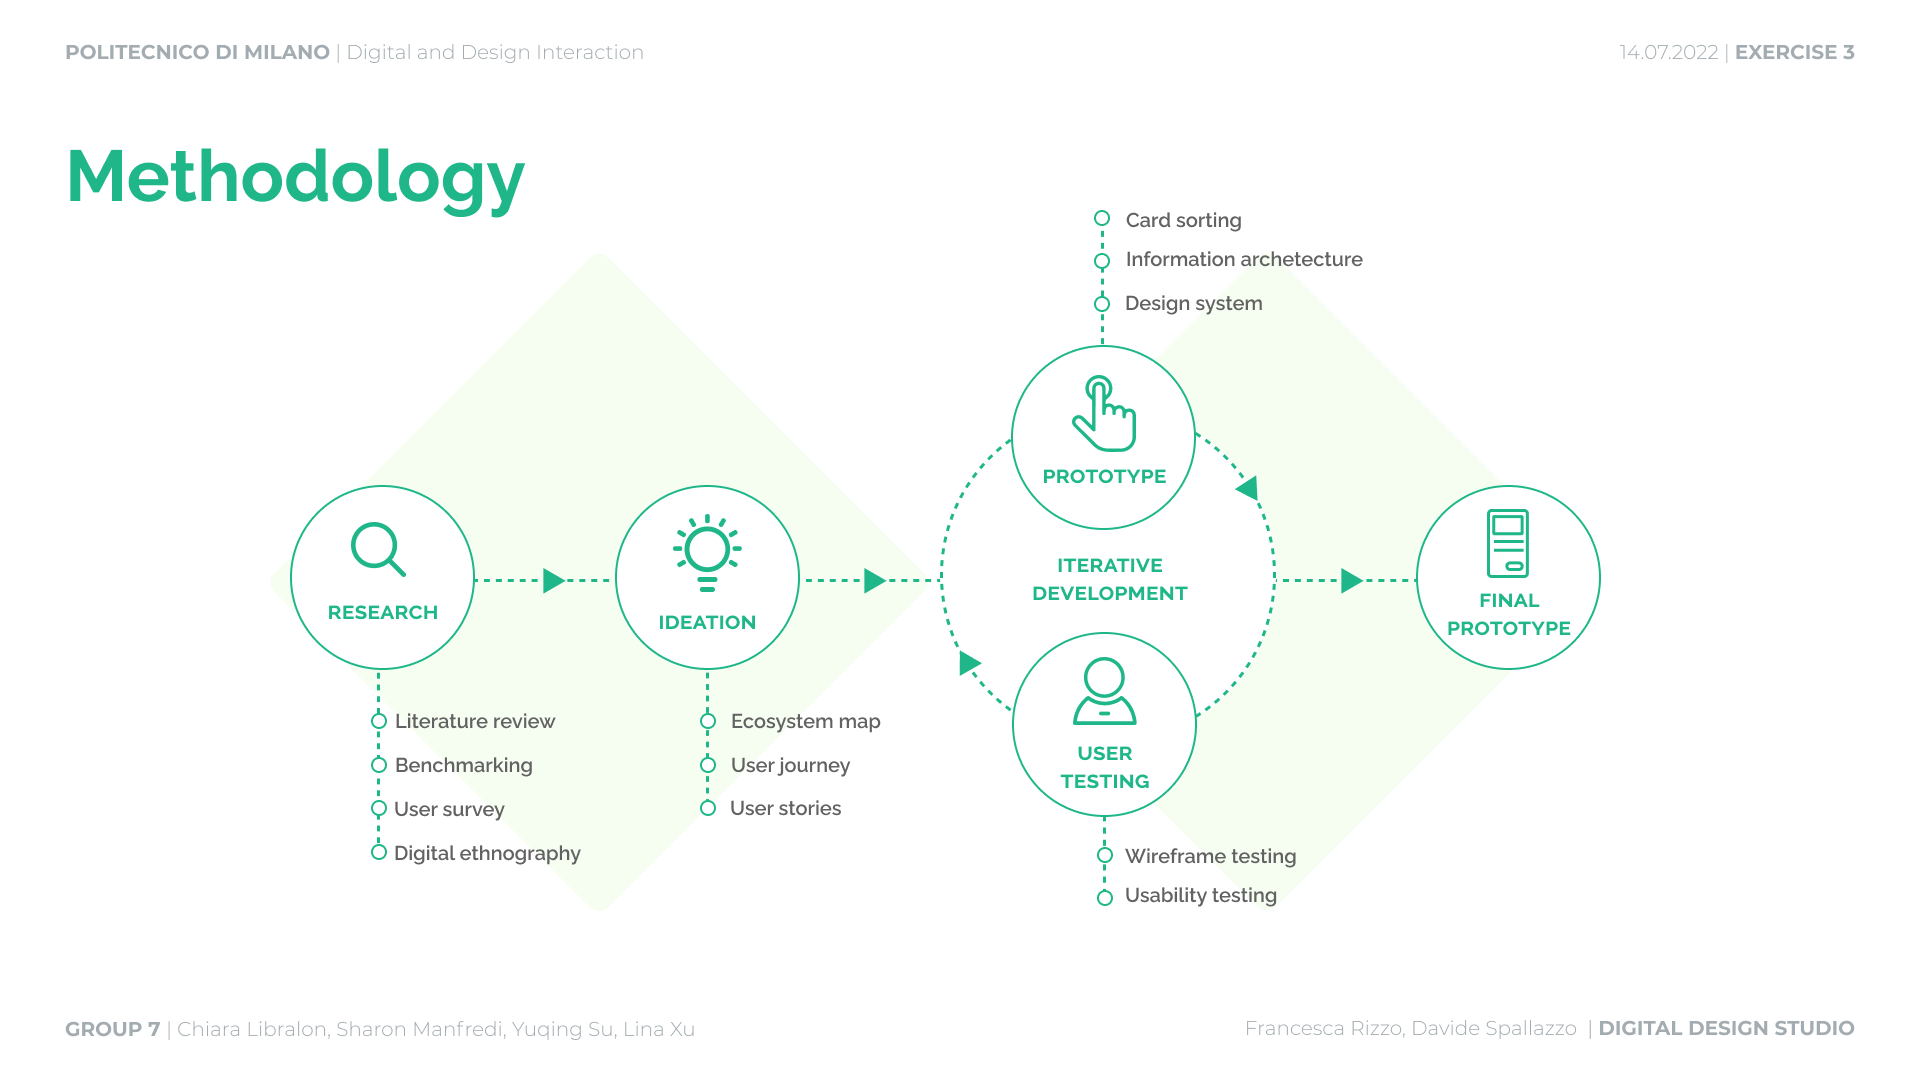 POLITECNICO DI MILANO | Digital and Design Interaction
14.07.2022 | EXERCISE 3
Methodology
Card sorting
Information archetecture
Design system
PROTOTYPE
RESEARCH
IDEATION
ITERATIVE
DEVELOPMENT
FINAL
PROTOTYPE
Literature review
Benchmarking
User survey
Digital ethnography
Ecosystem map
User journey
User stories
USER
TESTING
Wireframe testing
Usability testing
GROUP 7 | Chiara Libralon, Sharon Manfredi, Yuqing Su, Lina Xu
Francesca Rizzo, Davide Spallazzo | DIGITAL DESIGN STUDIO